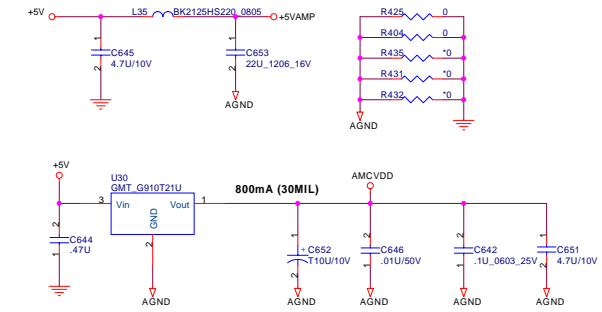 +5V L35 BK2125HS220_0805 +5VAMP
1 C645 4.7U/10V 2
1 C653 22U_1206_16V 2
AGND
R425 0
R404 0
R435 *0
R431 *0
R432 *0
AGND
+5V
U30
GMT_G910T21U
3 Vin Vout 1
GND
2
800mA (30MIL)
AMCVDD
2 C644 .47U 1
AGND
1 + C652 T10U/10V 2
AGND
2 C646 .01U/50V 1
AGND
2 C642 .1U_0603_25V 1
AGND
1 C651 4.7U/10V 2
AGND